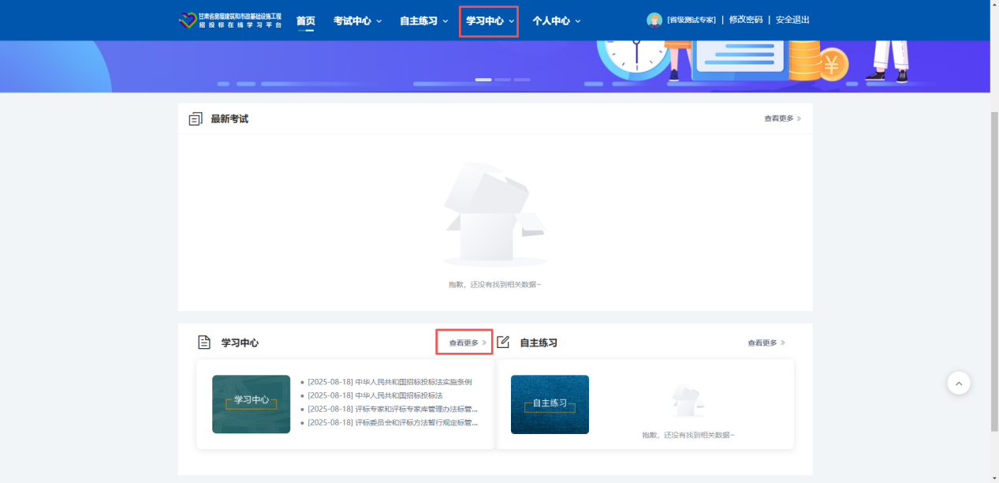 甘肃省房屋建筑和市政基础设施工程
招投标在线学习平台
首页 考试中心 自主练习 学习中心 个人中心 [省级测试专家] | 修改密码 | 安全退出
最新考试 查看更多 »
抱歉，还没有找到相关数据~
学习中心 查看更多 » 自主练习 查看更多 »
学习中心
• [2025-08-18] 中华人民共和国招标投标法实施条例
• [2025-08-18] 中华人民共和国招标投标法
• [2025-08-18] 评标专家和评标专家库管理办法标管...
• [2025-08-18] 评标委员会和评标方法暂行规定标管...
自主练习
抱歉，还没有找到相关数据~